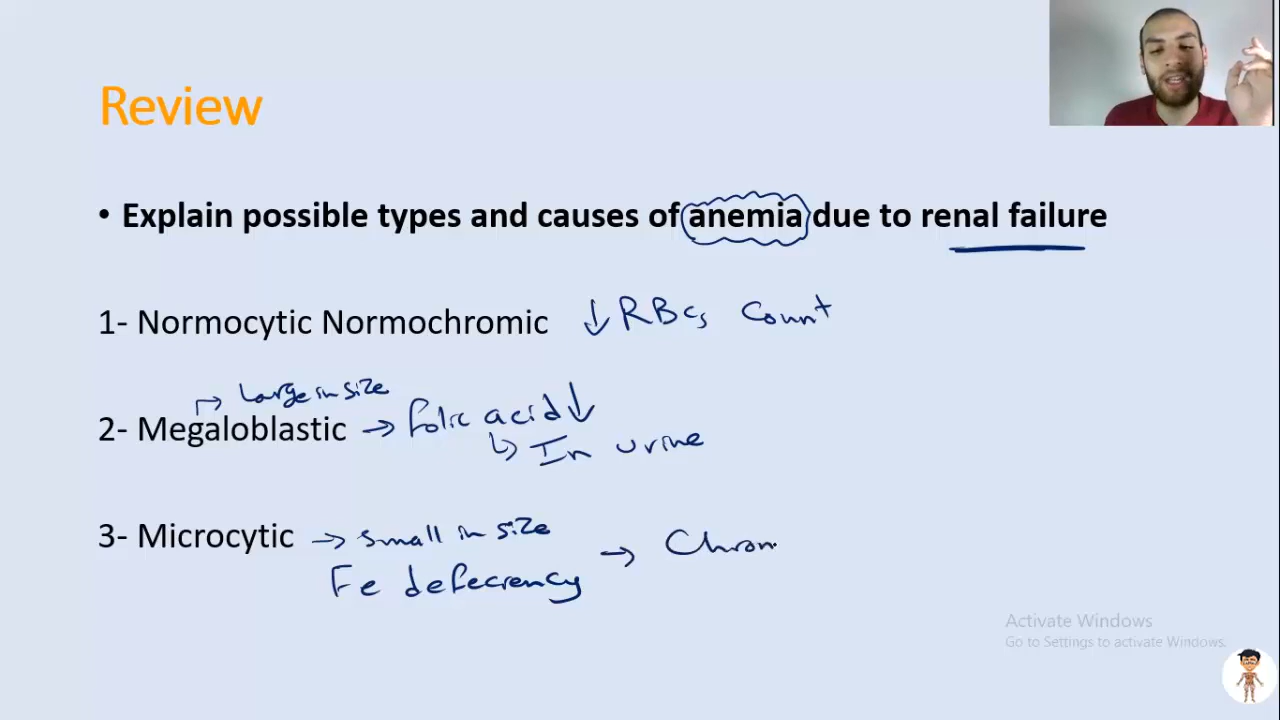 Review
• Explain possible types and causes of anemia due to renal failure
1- Normocytic Normochromic ↓ RBCs Count
↱ Large in size
2- Megaloblastic → folic acid ↓
↳ In urine
3- Microcytic → small in size
Fe defecrency → Chron
Activate Windows
Go to Settings to activate Windows.